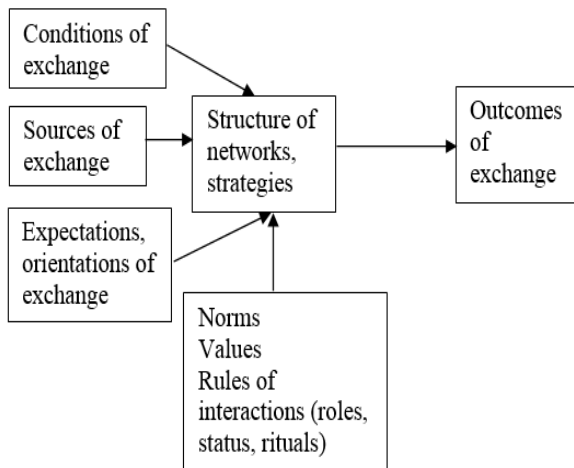 Conditions of
exchange
Sources of
exchange
Expectations,
orientations of
exchange
Structure of
networks,
strategies
Outcomes
of
exchange
Norms
Values
Rules of
interactions (roles,
status, rituals)